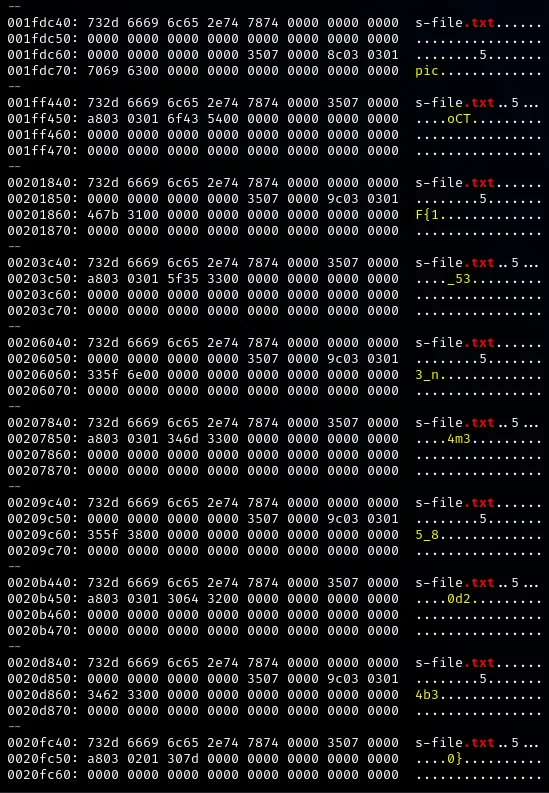 --
001fdc40: 732d 6669 6c65 2e74 7874 0000 0000 0000  s-file.txt......
001fdc50: 0000 0000 0000 0000 0000 0000 0000 0000  ................
001fdc60: 0000 0000 0000 0000 3507 0000 8c03 0301  ........5.......
001fdc70: 7069 6300 0000 0000 0000 0000 0000 0000  pic.............
--
001ff440: 732d 6669 6c65 2e74 7874 0000 3507 0000  s-file.txt..5...
001ff450: a803 0301 6f43 5400 0000 0000 0000 0000  ....oCT.........
001ff460: 0000 0000 0000 0000 0000 0000 0000 0000  ................
001ff470: 0000 0000 0000 0000 0000 0000 0000 0000  ................
--
00201840: 732d 6669 6c65 2e74 7874 0000 0000 0000  s-file.txt......
00201850: 0000 0000 0000 0000 3507 0000 9c03 0301  ........5.......
00201860: 467b 3100 0000 0000 0000 0000 0000 0000  F{1.............
00201870: 0000 0000 0000 0000 0000 0000 0000 0000  ................
--
00203c40: 732d 6669 6c65 2e74 7874 0000 3507 0000  s-file.txt..5...
00203c50: a803 0301 5f35 3300 0000 0000 0000 0000  ...._53.........
00203c60: 0000 0000 0000 0000 0000 0000 0000 0000  ................
00203c70: 0000 0000 0000 0000 0000 0000 0000 0000  ................
--
00206040: 732d 6669 6c65 2e74 7874 0000 0000 0000  s-file.txt......
00206050: 0000 0000 0000 0000 3507 0000 9c03 0301  ........5.......
00206060: 335f 6e00 0000 0000 0000 0000 0000 0000  3_n.............
00206070: 0000 0000 0000 0000 0000 0000 0000 0000  ................
--
00207840: 732d 6669 6c65 2e74 7874 0000 3507 0000  s-file.txt..5...
00207850: a803 0301 346d 3300 0000 0000 0000 0000  ....4m3.........
00207860: 0000 0000 0000 0000 0000 0000 0000 0000  ................
00207870: 0000 0000 0000 0000 0000 0000 0000 0000  ................
--
00209c40: 732d 6669 6c65 2e74 7874 0000 0000 0000  s-file.txt......
00209c50: 0000 0000 0000 0000 3507 0000 9c03 0301  ........5.......
00209c60: 355f 3800 0000 0000 0000 0000 0000 0000  5_8.............
00209c70: 0000 0000 0000 0000 0000 0000 0000 0000  ................
--
0020b440: 732d 6669 6c65 2e74 7874 0000 3507 0000  s-file.txt..5...
0020b450: a803 0301 3064 3200 0000 0000 0000 0000  ....0d2.........
0020b460: 0000 0000 0000 0000 0000 0000 0000 0000  ................
0020b470: 0000 0000 0000 0000 0000 0000 0000 0000  ................
--
0020d840: 732d 6669 6c65 2e74 7874 0000 0000 0000  s-file.txt......
0020d850: 0000 0000 0000 0000 3507 0000 9c03 0301  ........5.......
0020d860: 3462 3300 0000 0000 0000 0000 0000 0000  4b3.............
0020d870: 0000 0000 0000 0000 0000 0000 0000 0000  ................
--
0020fc40: 732d 6669 6c65 2e74 7874 0000 3507 0000  s-file.txt..5...
0020fc50: a803 0201 307d 0000 0000 0000 0000 0000  ....0}..........
0020fc60: 0000 0000 0000 0000 0000 0000 0000 0000  ................